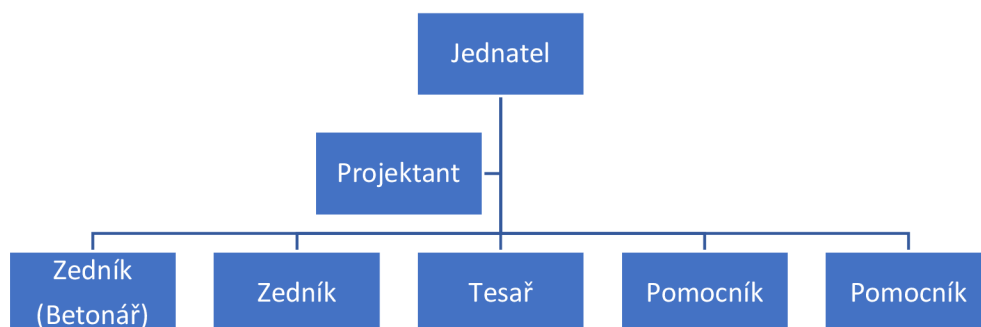 Jednatel
Projektant
Zedník
(Betonář)
Zedník
Tesař
Pomocník
Pomocník